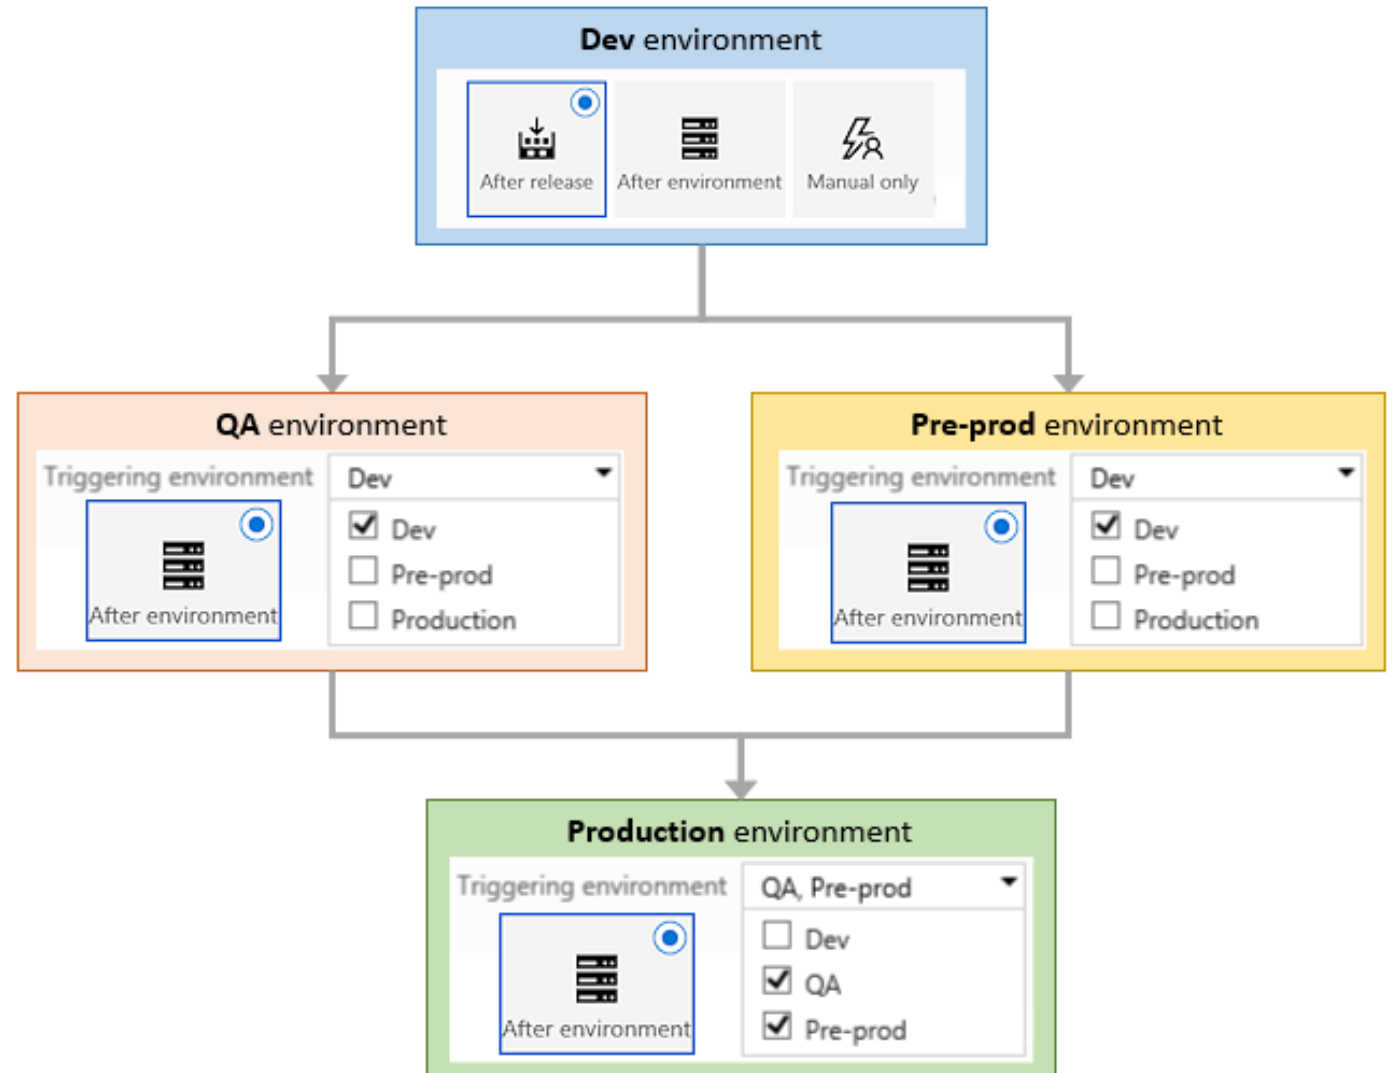 Dev environment
After release
After environment
Manual only
QA environment
Triggering environment
Dev
Dev
Pre-prod
Production
After environment
Pre-prod environment
Triggering environment
Dev
Dev
Pre-prod
Production
After environment
Production environment
Triggering environment
QA, Pre-prod
Dev
QA
Pre-prod
After environment